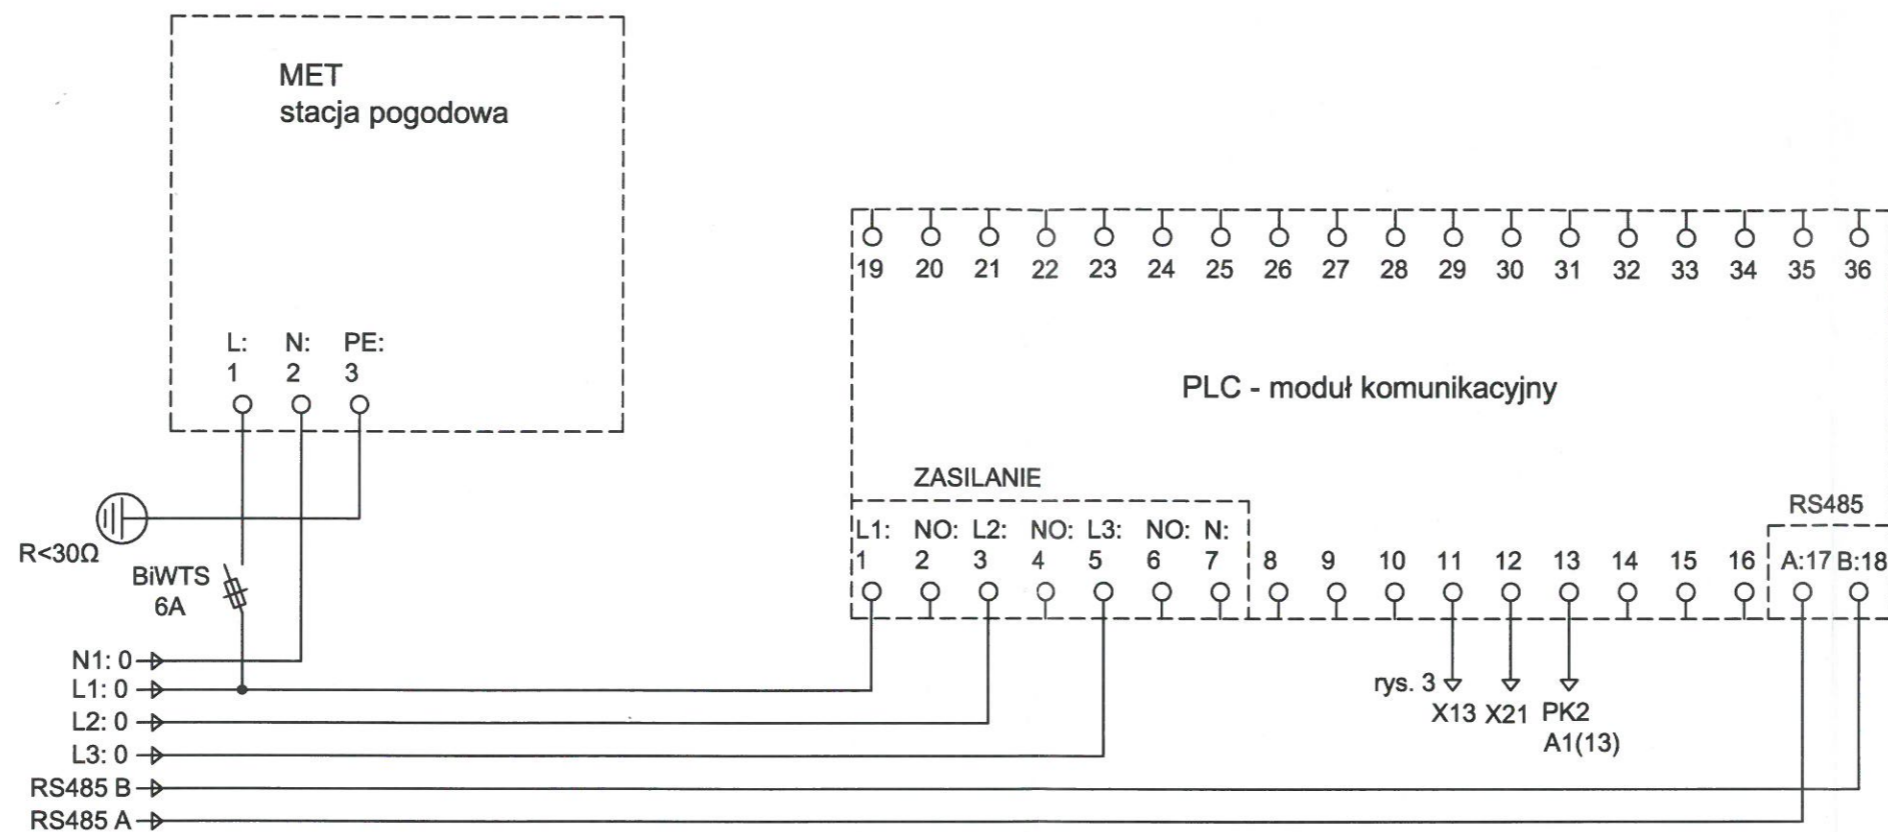 MET
stacja pogodowa
L: N: PE:
1 2 3
R<30Ω
BiWTS
6A
N1: 0
L1: 0
L2: 0
L3: 0
RS485 B
RS485 A
19 20 21 22 23 24 25 26 27 28 29 30 31 32 33 34 35 36
PLC - moduł komunikacyjny
ZASILANIE
RS485
L1: NO: L2: NO: L3: NO: N:
1 2 3 4 5 6 7 8 9 10 11 12 13 14 15 16 A:17 B:18
rys. 3
X13 X21 PK2
A1(13)